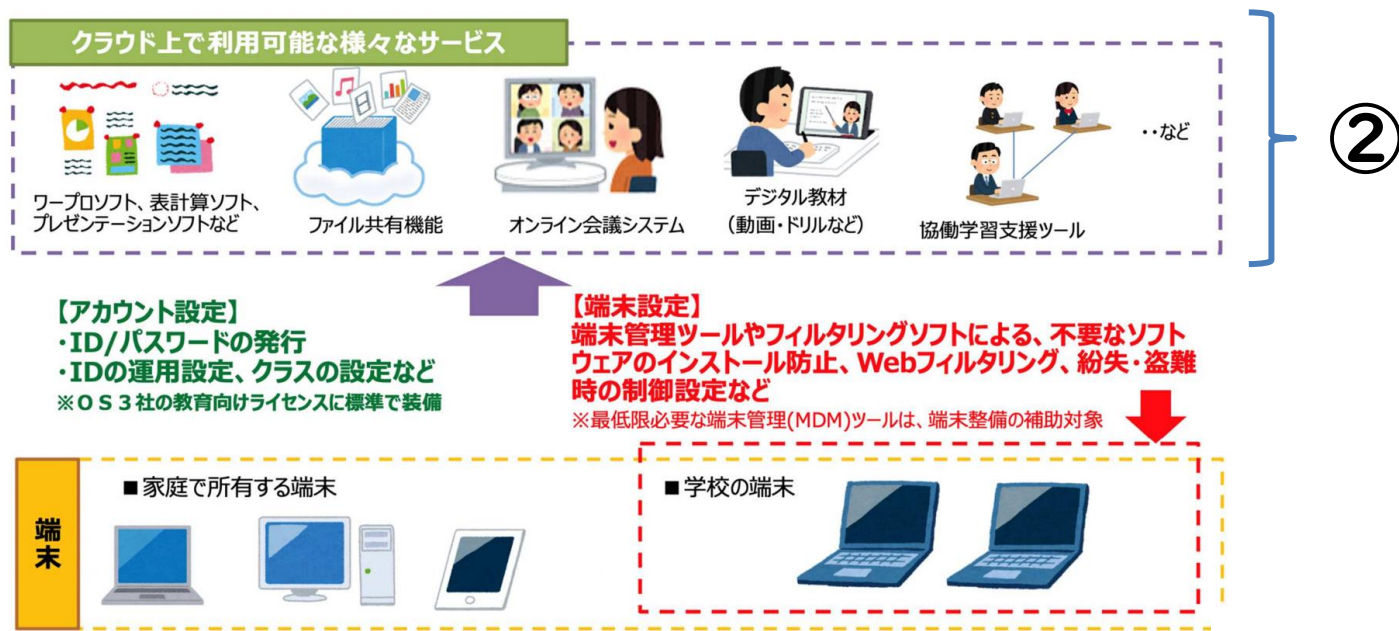 クラウド上で利用可能な様々なサービス
ワープロソフト、表計算ソフト、
プレゼンテーションソフトなど
ファイル共有機能
オンライン会議システム
デジタル教材
(動画・ドリルなど)
協働学習支援ツール
‥など
②
【アカウント設定】
・ID/パスワードの発行
・IDの運用設定、クラスの設定など
※OS3社の教育向けライセンスに標準で装備
【端末設定】
端末管理ツールやフィルタリングソフトによる、不要なソフト
ウェアのインストール防止、Webフィルタリング、紛失・盗難
時の制御設定など
※最低限必要な端末管理(MDM)ツールは、端末整備の補助対象
端末
■家庭で所有する端末
■学校の端末